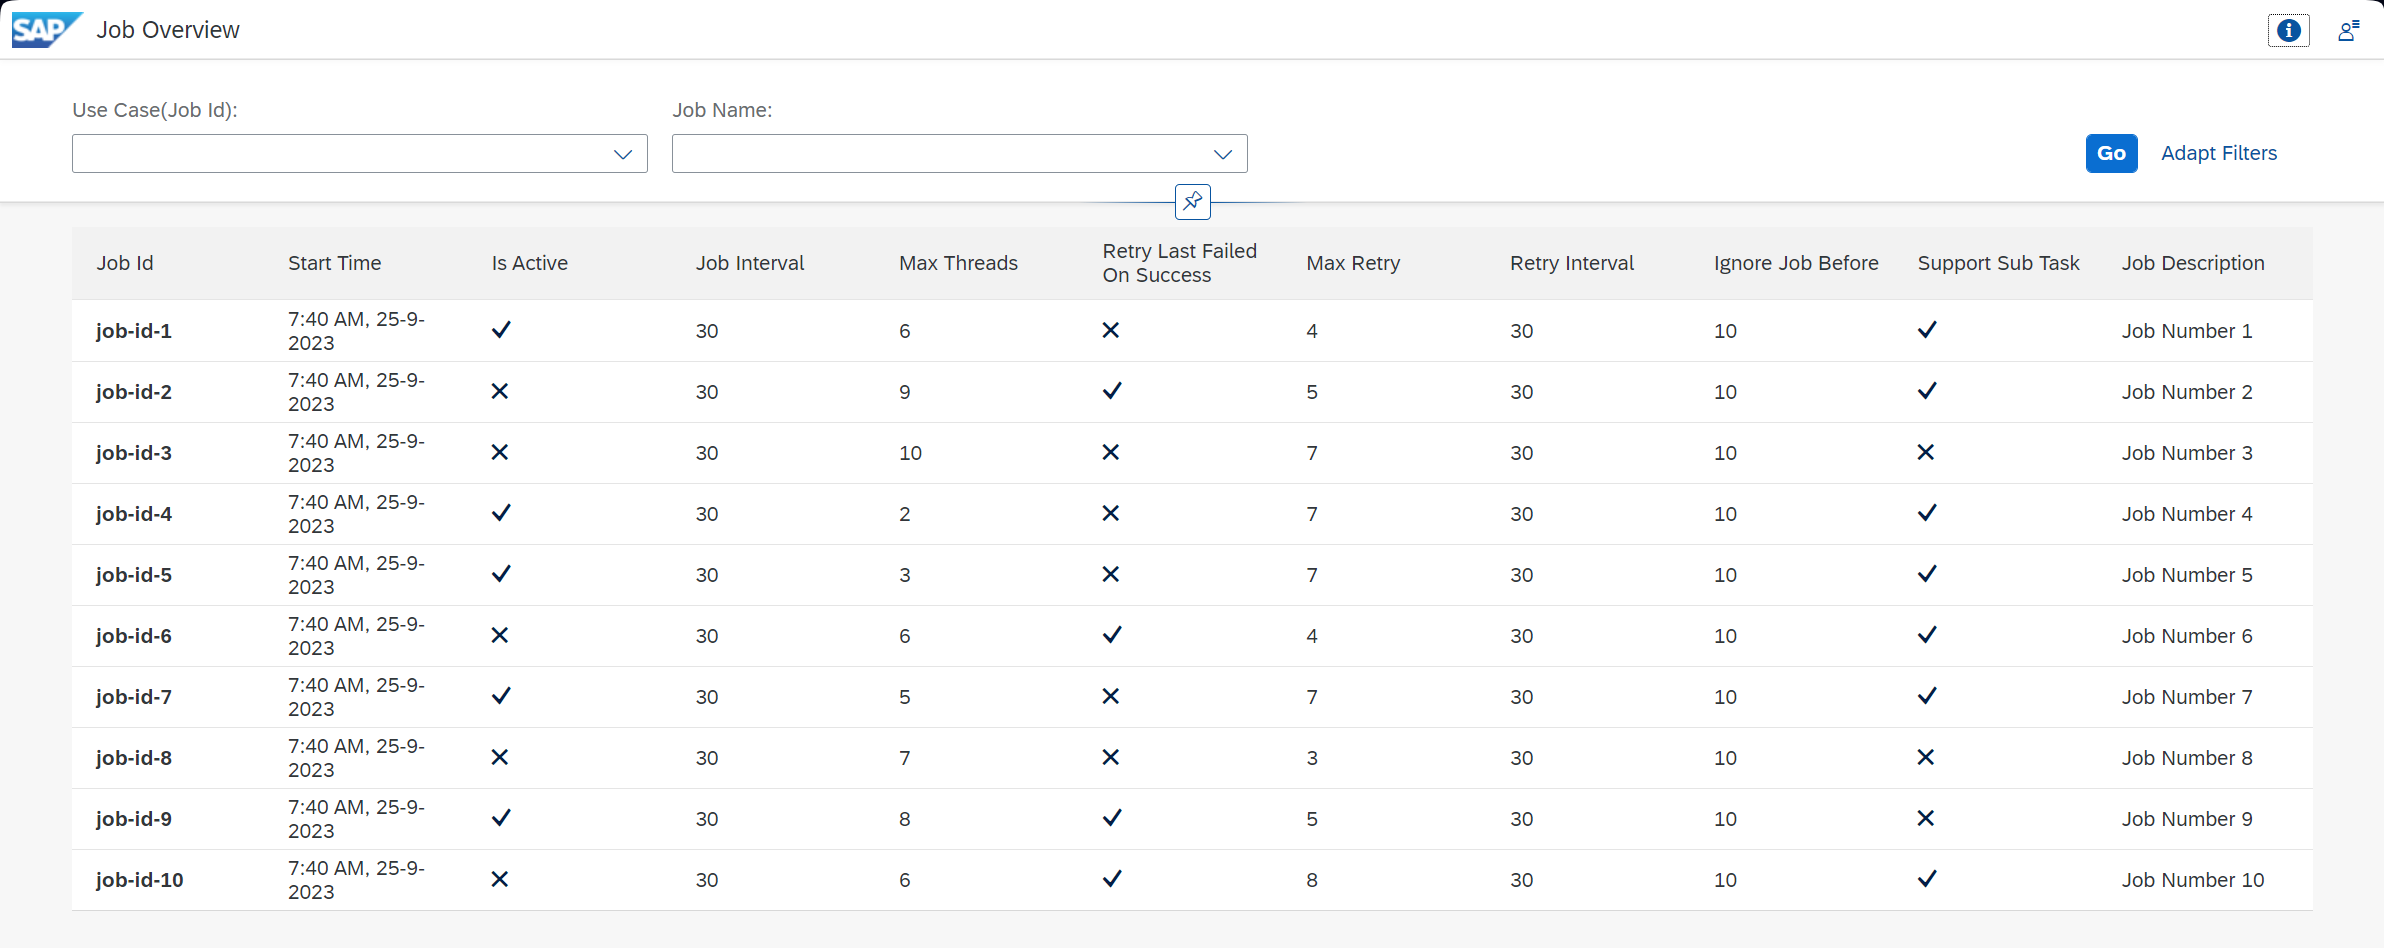 SAP Job Overview
Use Case(Job Id): Job Name:
Go Adapt Filters
Job Id Start Time Is Active Job Interval Max Threads Retry Last Failed On Success Max Retry Retry Interval Ignore Job Before Support Sub Task Job Description
job-id-1 7:40 AM, 25-9-2023 30 6 4 30 10 Job Number 1
job-id-2 7:40 AM, 25-9-2023 30 9 5 30 10 Job Number 2
job-id-3 7:40 AM, 25-9-2023 30 10 7 30 10 Job Number 3
job-id-4 7:40 AM, 25-9-2023 30 2 7 30 10 Job Number 4
job-id-5 7:40 AM, 25-9-2023 30 3 7 30 10 Job Number 5
job-id-6 7:40 AM, 25-9-2023 30 6 4 30 10 Job Number 6
job-id-7 7:40 AM, 25-9-2023 30 5 7 30 10 Job Number 7
job-id-8 7:40 AM, 25-9-2023 30 7 3 30 10 Job Number 8
job-id-9 7:40 AM, 25-9-2023 30 8 5 30 10 Job Number 9
job-id-10 7:40 AM, 25-9-2023 30 6 8 30 10 Job Number 10